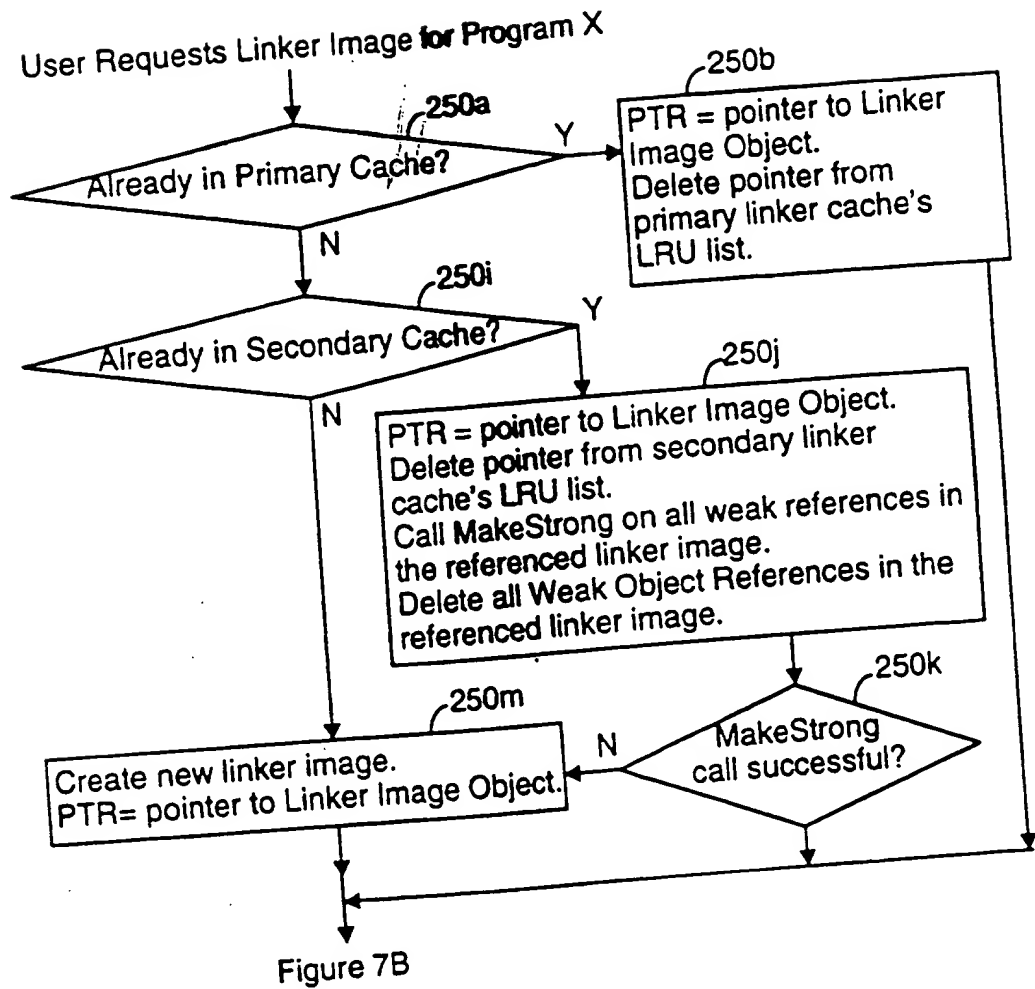 User Requests Linker Image for Program X
250a
Already in Primary Cache?
Y
N
250b
PTR = pointer to Linker
Image Object.
Delete pointer from
primary linker cache's
LRU list.
250i
Already in Secondary Cache?
Y
N
250j
PTR = pointer to Linker Image Object.
Delete pointer from secondary linker
cache's LRU list.
Call MakeStrong on all weak references in
the referenced linker image.
Delete all Weak Object References in the
referenced linker image.
250k
MakeStrong
call successful?
N
250m
Create new linker image.
PTR= pointer to Linker Image Object.
Figure 7B